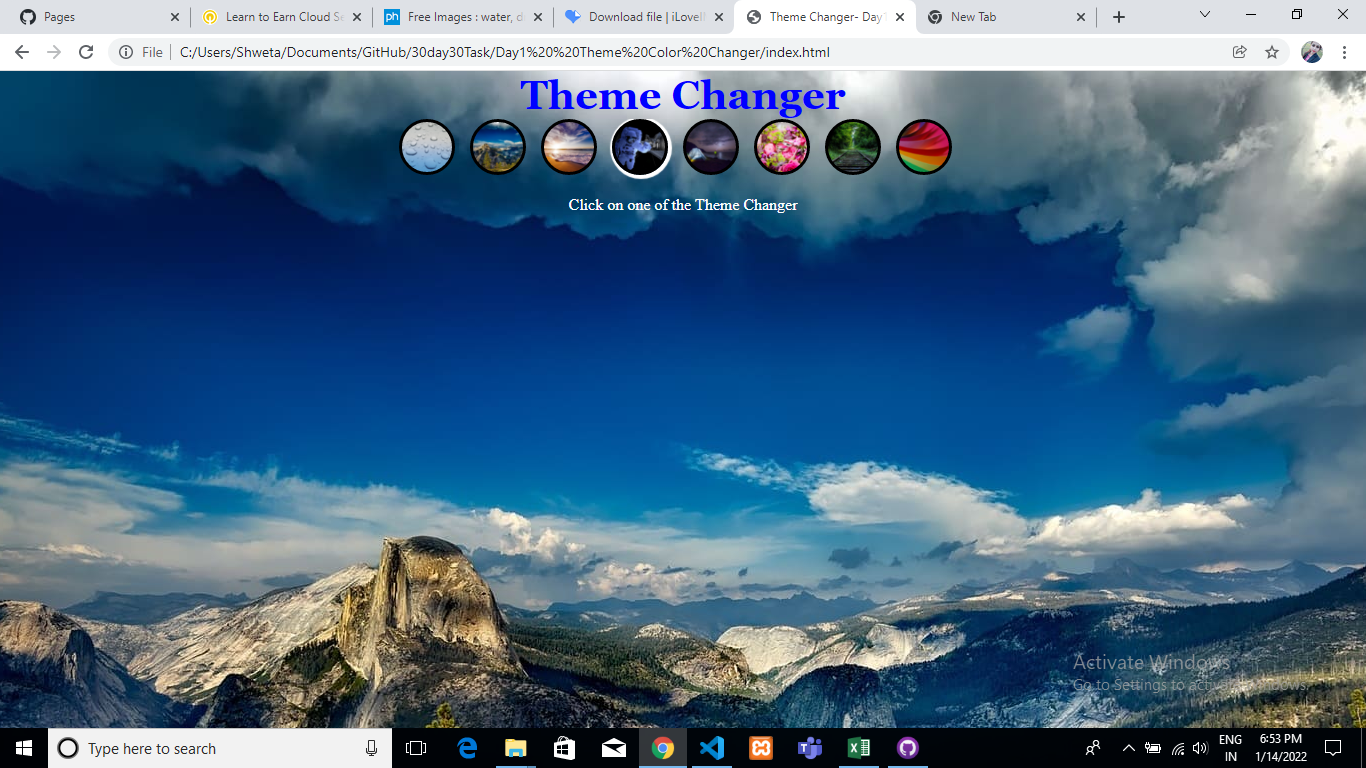 Pages
Learn to Earn Cloud Se
Free Images : water, d
Download file | iLoveI
Theme Changer- Day1
New Tab
File
C:/Users/Shweta/Documents/GitHub/30day30Task/Day1%20%20Theme%20Color%20Changer/index.html
Theme Changer
Click on one of the Theme Changer
Activate Windows
Go to Settings to activate Windows.
Type here to search
ENG
IN
6:53 PM
1/14/2022